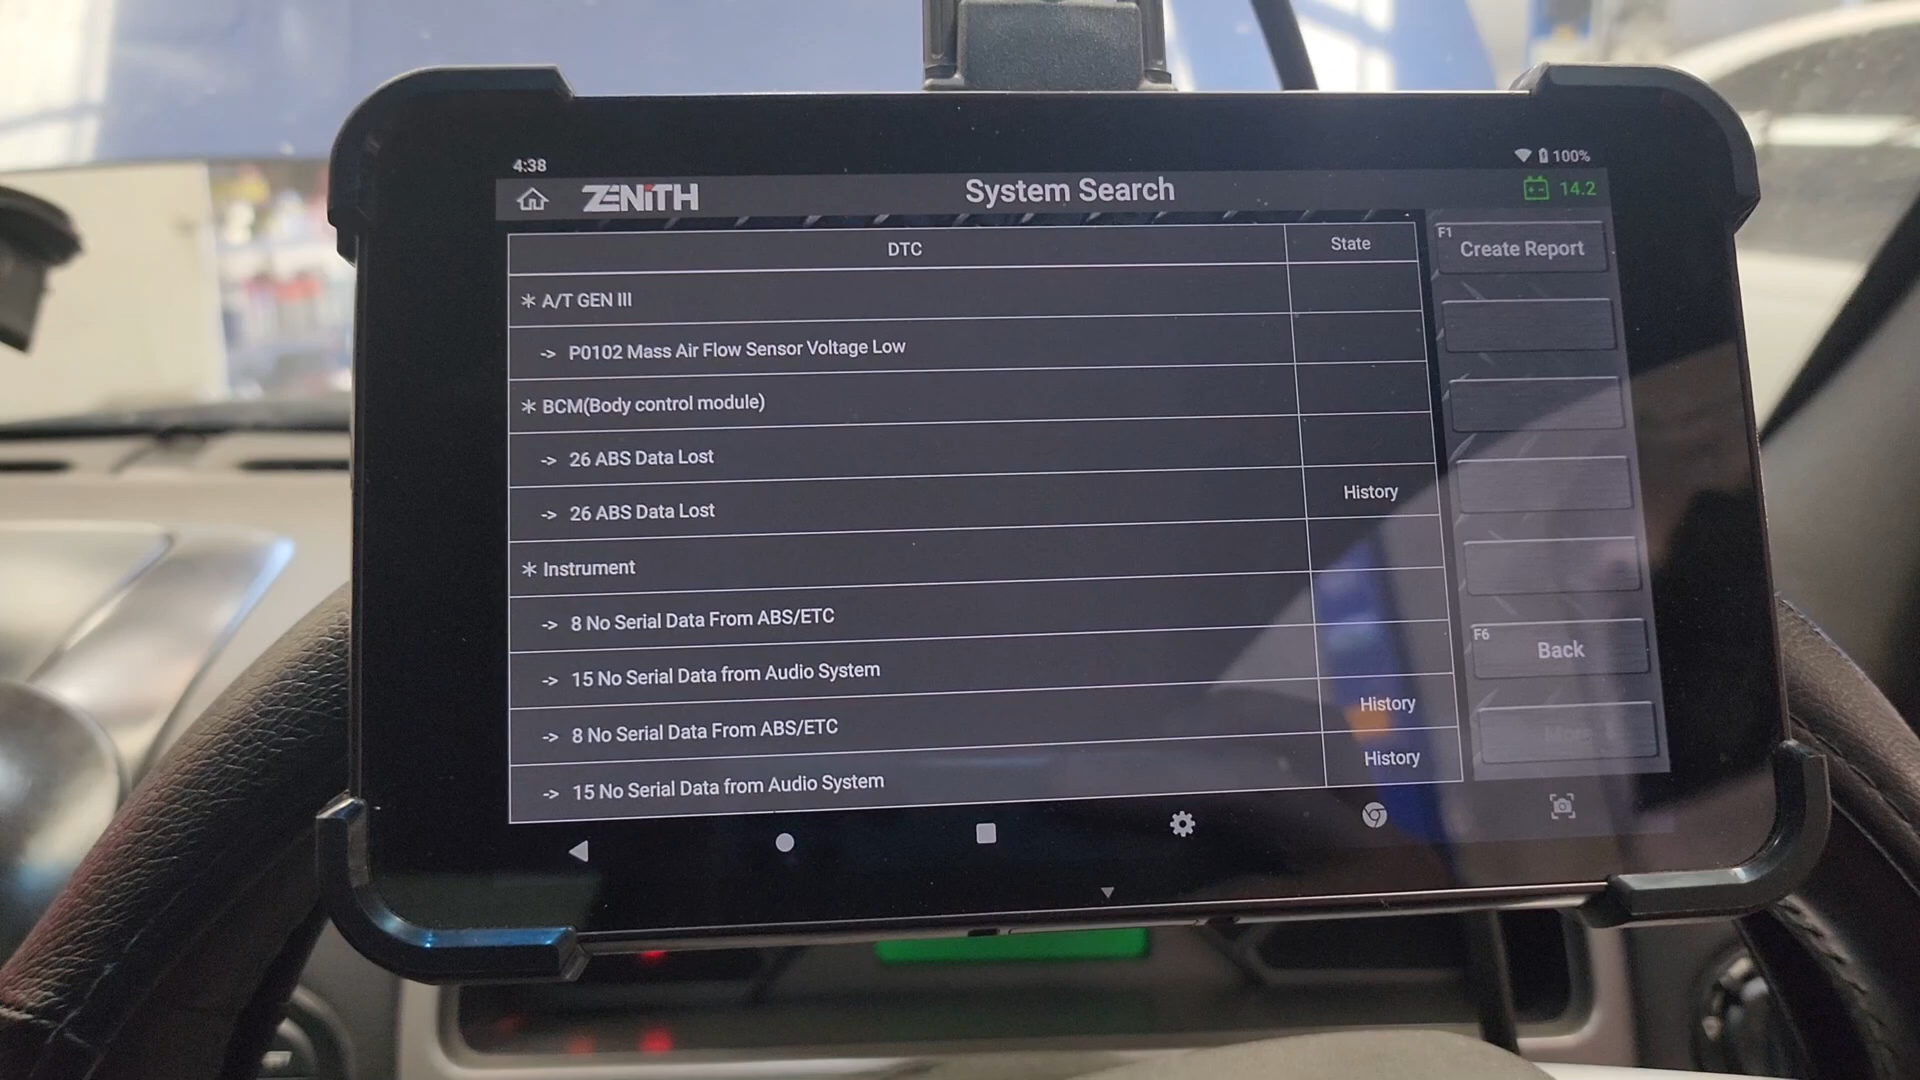 4:38
100%
ZENITH
System Search
14.2
DTC
State
F1
Create Report
* A/T GEN III
-> P0102 Mass Air Flow Sensor Voltage Low
* BCM(Body control module)
-> 26 ABS Data Lost
-> 26 ABS Data Lost
History
* Instrument
-> 8 No Serial Data From ABS/ETC
F6
Back
-> 15 No Serial Data from Audio System
-> 8 No Serial Data From ABS/ETC
History
-> 15 No Serial Data from Audio System
History